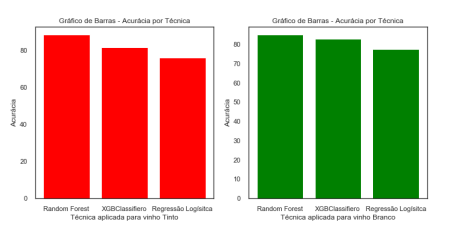 Gráfico de Barras - Acurácia por Técnica
Acurácia
80
60
40
20
0
Random Forest XGBClassifiero Regressão Logísitca
Técnica aplicada para vinho Tinto
Gráfico de Barras - Acurácia por Técnica
Acurácia
80
70
60
50
40
30
20
10
0
Random Forest XGBClassifiero Regressão Logísitca
Técnica aplicada para vinho Branco